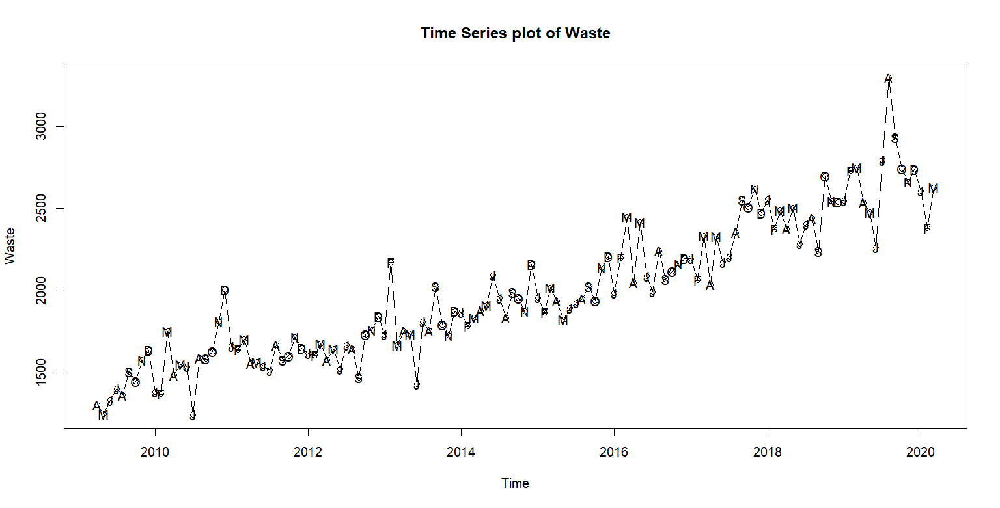 Time Series plot of Waste
Waste
3000
2500
2000
1500
A M J J A S O N D J F M A M J J A S O N D J F M A M J J A S O N D J F M A M J J A S O N D J F M A M J J A S O N D J F M A M J J A S O N D J F M A M J J A S O N D J F M A M J J A S O N D J F M A M J J A S O N D J F M A M J J A S O N D J F M A M J J A S O N D J F M
2010 2012 2014 2016 2018 2020
Time